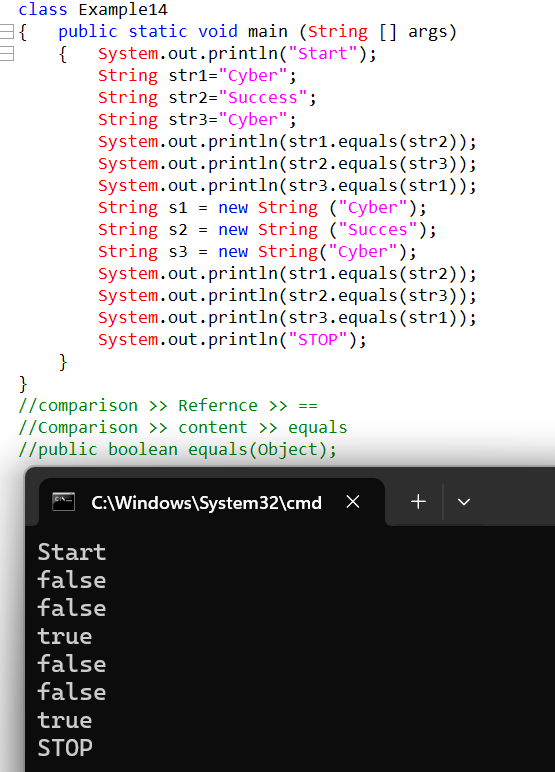 class Example14
{   public static void main (String [] args)
    {   System.out.println("Start");
        String str1="Cyber";
        String str2="Success";
        String str3="Cyber";
        System.out.println(str1.equals(str2));
        System.out.println(str2.equals(str3));
        System.out.println(str3.equals(str1));
        String s1 = new String ("Cyber");
        String s2 = new String ("Succes");
        String s3 = new String("Cyber");
        System.out.println(str1.equals(str2));
        System.out.println(str2.equals(str3));
        System.out.println(str3.equals(str1));
        System.out.println("STOP");
    }
}
//comparison >> Refernce >> ==
//Comparison >> content >> equals
//public boolean equals(Object);
C:\Windows\System32\cmd
Start
false
false
true
false
false
true
STOP